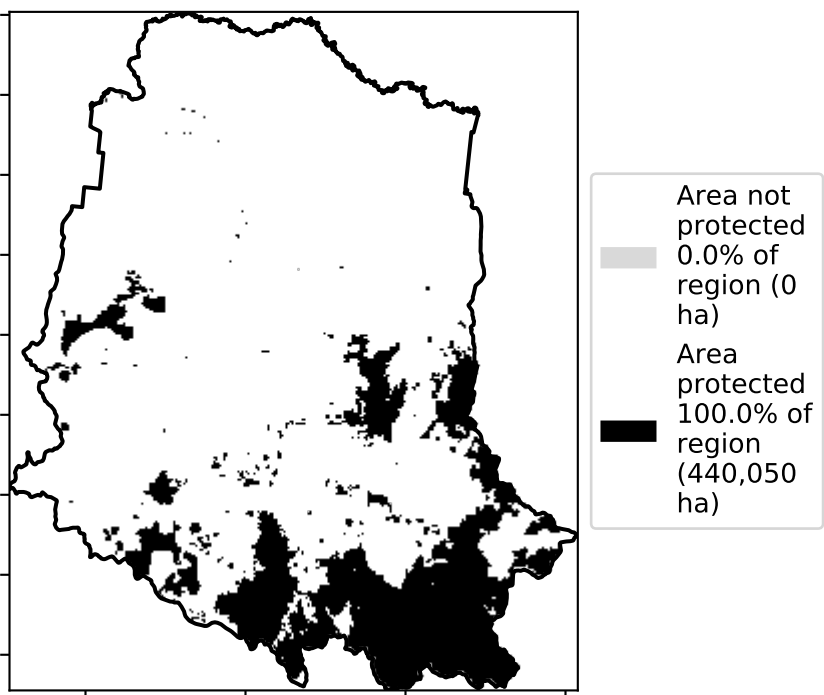 Area not
protected
0.0% of
region (0
ha)
Area
protected
100.0% of
region
(440,050
ha)